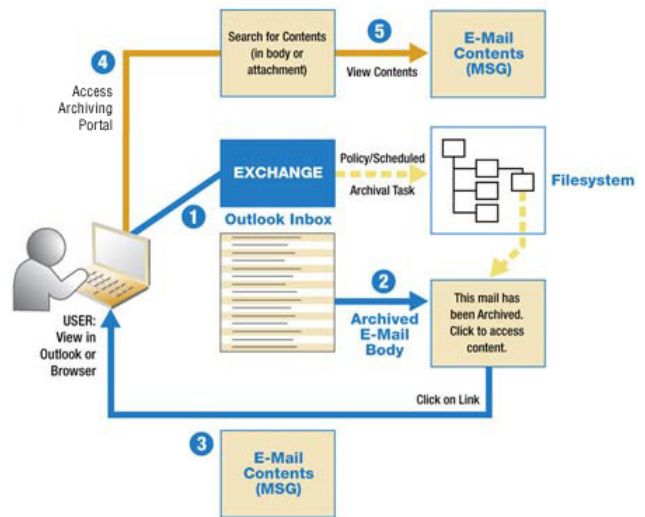 4
Access
Archiving
Portal
Search for Contents
(in body or
attachment)
5
View Contents
E-Mail
Contents
(MSG)
1
EXCHANGE
Policy/Scheduled
Archival Task
Filesystem
Outlook Inbox
2
Archived
E-Mail
Body
This mail has
been Archived.
Click to access
content.
USER:
View in
Outlook or
Browser
Click on Link
3
E-Mail
Contents
(MSG)